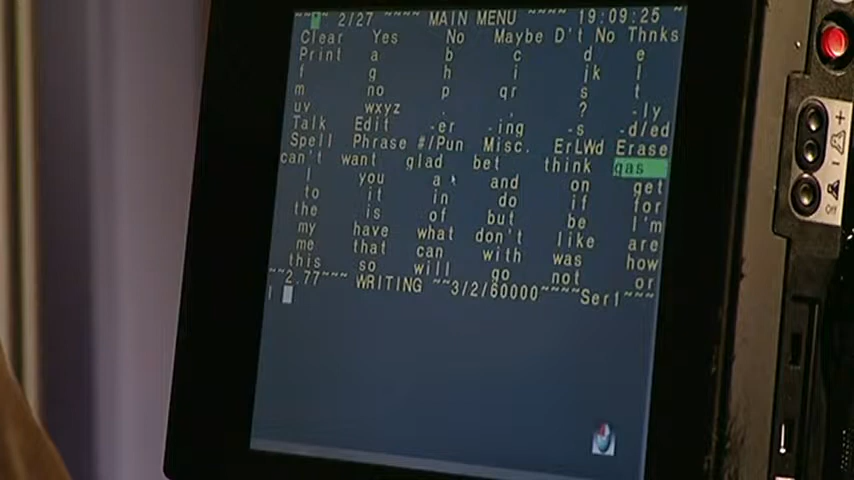 ~~* 2/27 ~~~~ MAIN MENU ~~~~ 19:09:25 ~
Clear Yes No Maybe D't No Thnks
Print a b c d e
f g h i jk l
m no p qr s t
uv wxyz . , ? -ly
Talk Edit -er -ing -s -d/ed
Spell Phrase #/Pun Misc. ErLWd Erase
can't want glad bet think gas
I you a and on get
to it in do if for
the is of but be I'm
my have what don't like are
me that can with was how
this so will go not or
~~2.77~~~ WRITING ~~3/2/60000~~~~Ser1~~~
I
Off